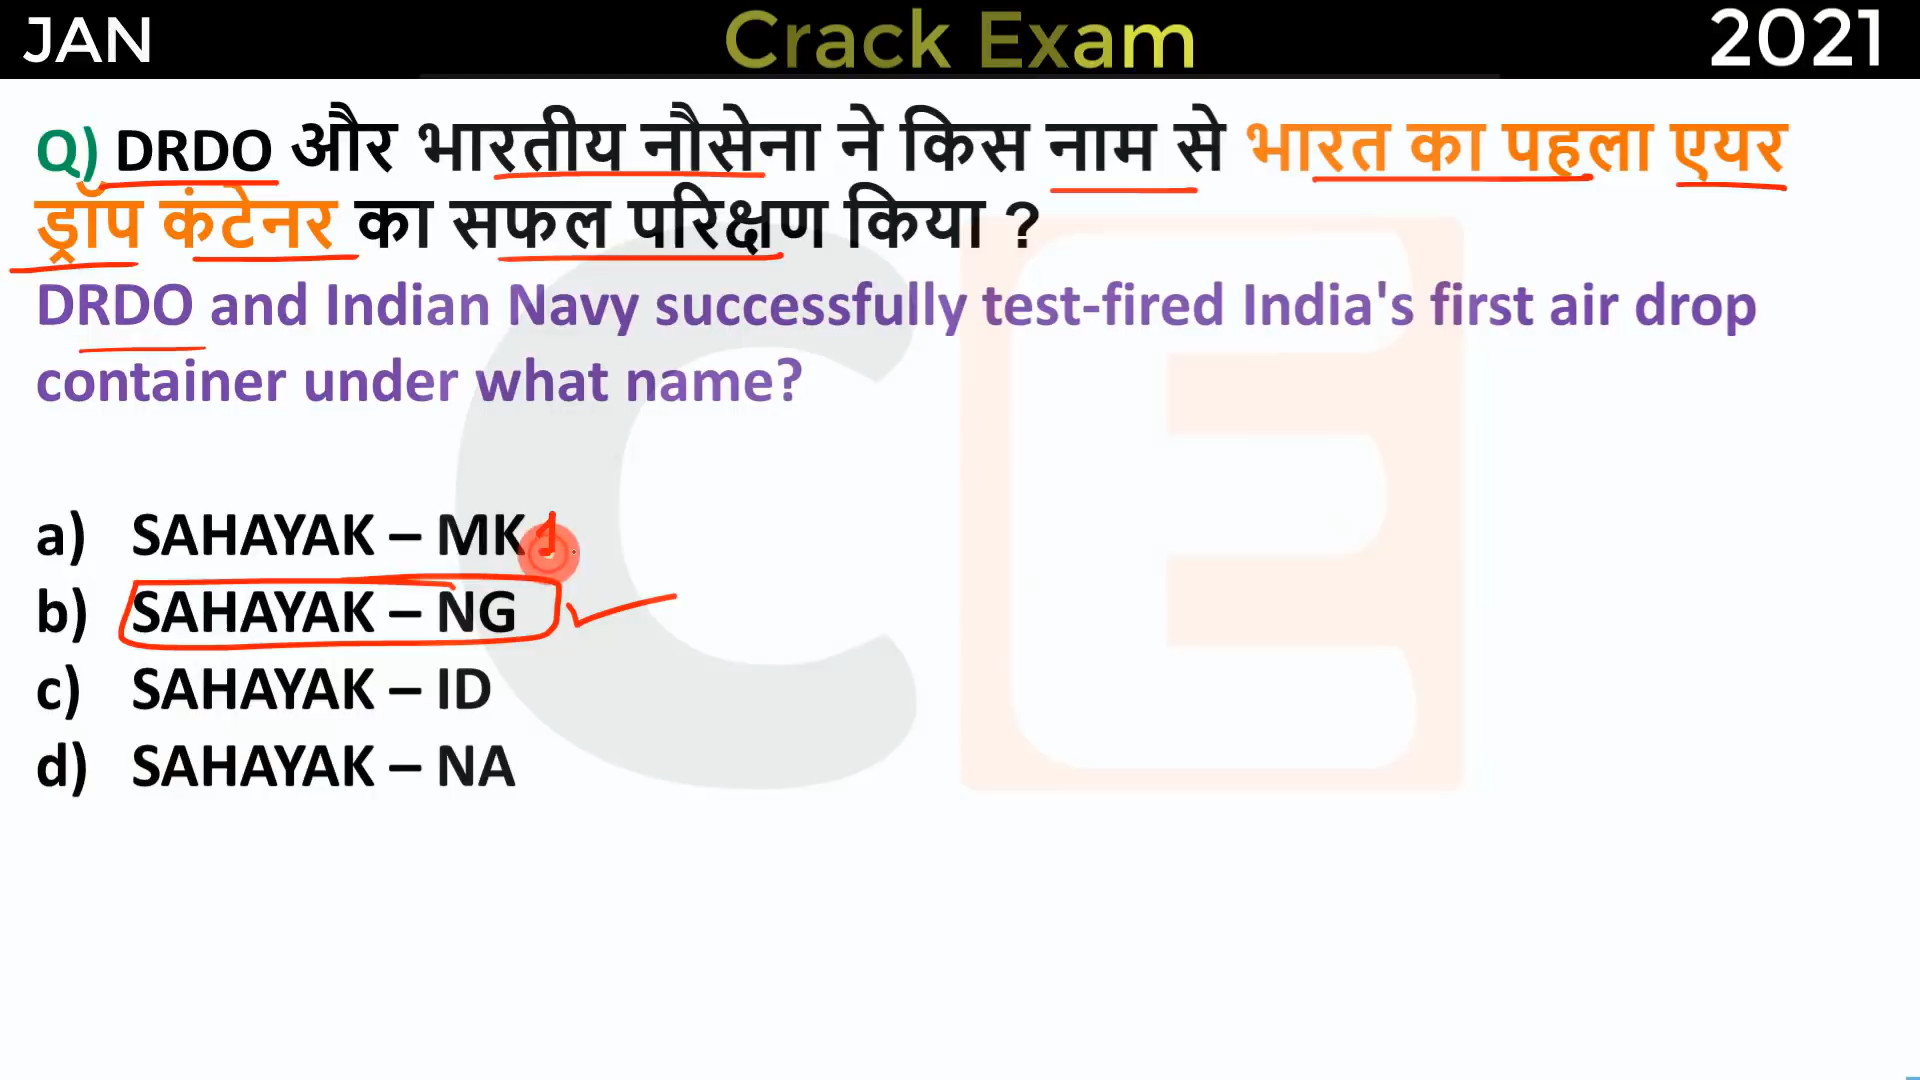 JAN Crack Exam 2021
Q) DRDO और भारतीय नौसेना ने किस नाम से भारत का पहला एयर
ड्रॉप कंटेनर का सफल परिक्षण किया ?
DRDO and Indian Navy successfully test-fired India's first air drop
container under what name?
a) SAHAYAK – MK 1
b) SAHAYAK – NG
c) SAHAYAK – ID
d) SAHAYAK – NA